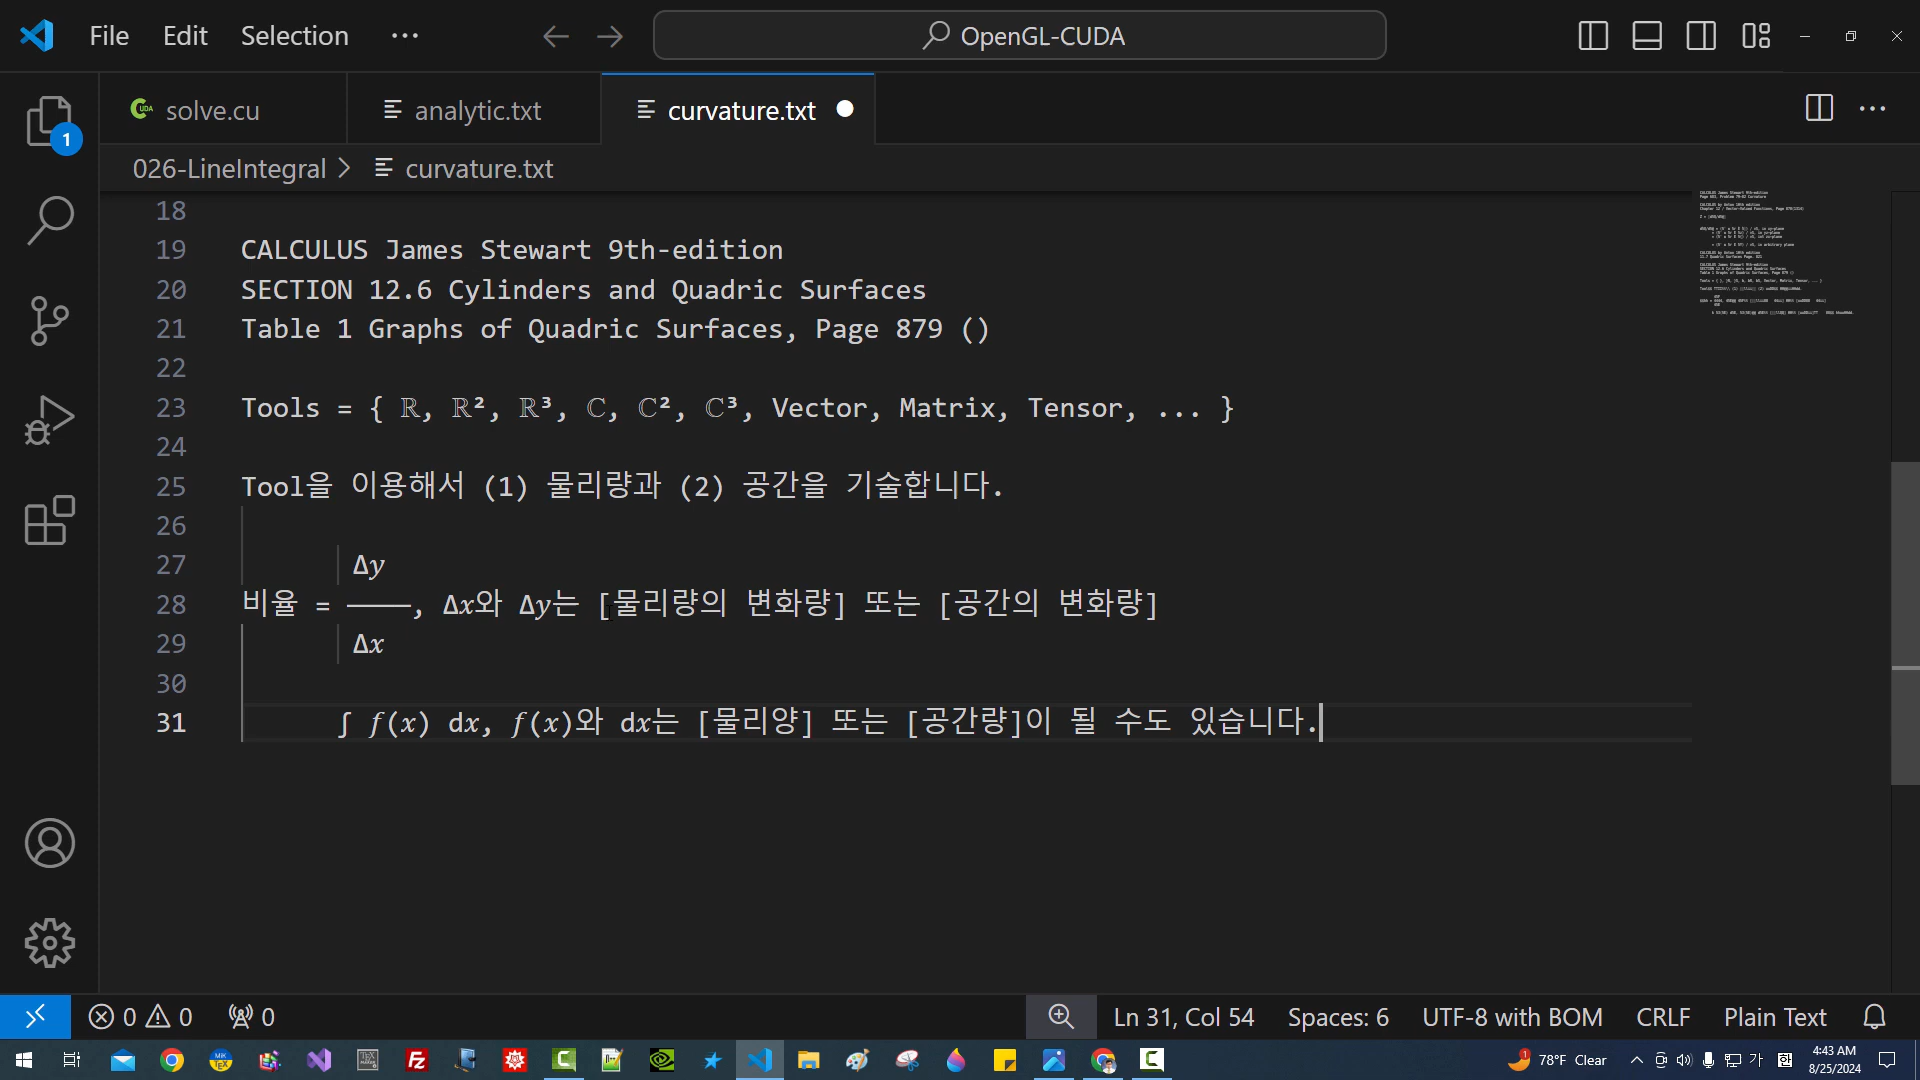 File Edit Selection ··· OpenGL-CUDA
solve.cu analytic.txt curvature.txt
1
026-LineIntegral > curvature.txt
18
19 CALCULUS James Stewart 9th-edition
20 SECTION 12.6 Cylinders and Quadric Surfaces
21 Table 1 Graphs of Quadric Surfaces, Page 879 ()
22
23 Tools = { ℝ, ℝ², ℝ³, ℂ, ℂ², ℂ³, Vector, Matrix, Tensor, ... }
24
25 Tool을 이용해서 (1) 물리량과 (2) 공간을 기술합니다.
26
27 Δ𝑦
28 비율 = ────, Δ𝑥와 Δ𝑦는 [물리량의 변화량] 또는 [공간의 변화량]
29 Δ𝑥
30
31 ∫ 𝑓(𝑥) d𝑥, 𝑓(𝑥)와 d𝑥는 [물리양] 또는 [공간량]이 될 수도 있습니다.
0 0 0 Ln 31, Col 54 Spaces: 6 UTF-8 with BOM CRLF Plain Text
78°F Clear 가 한 4:43 AM
8/25/2024